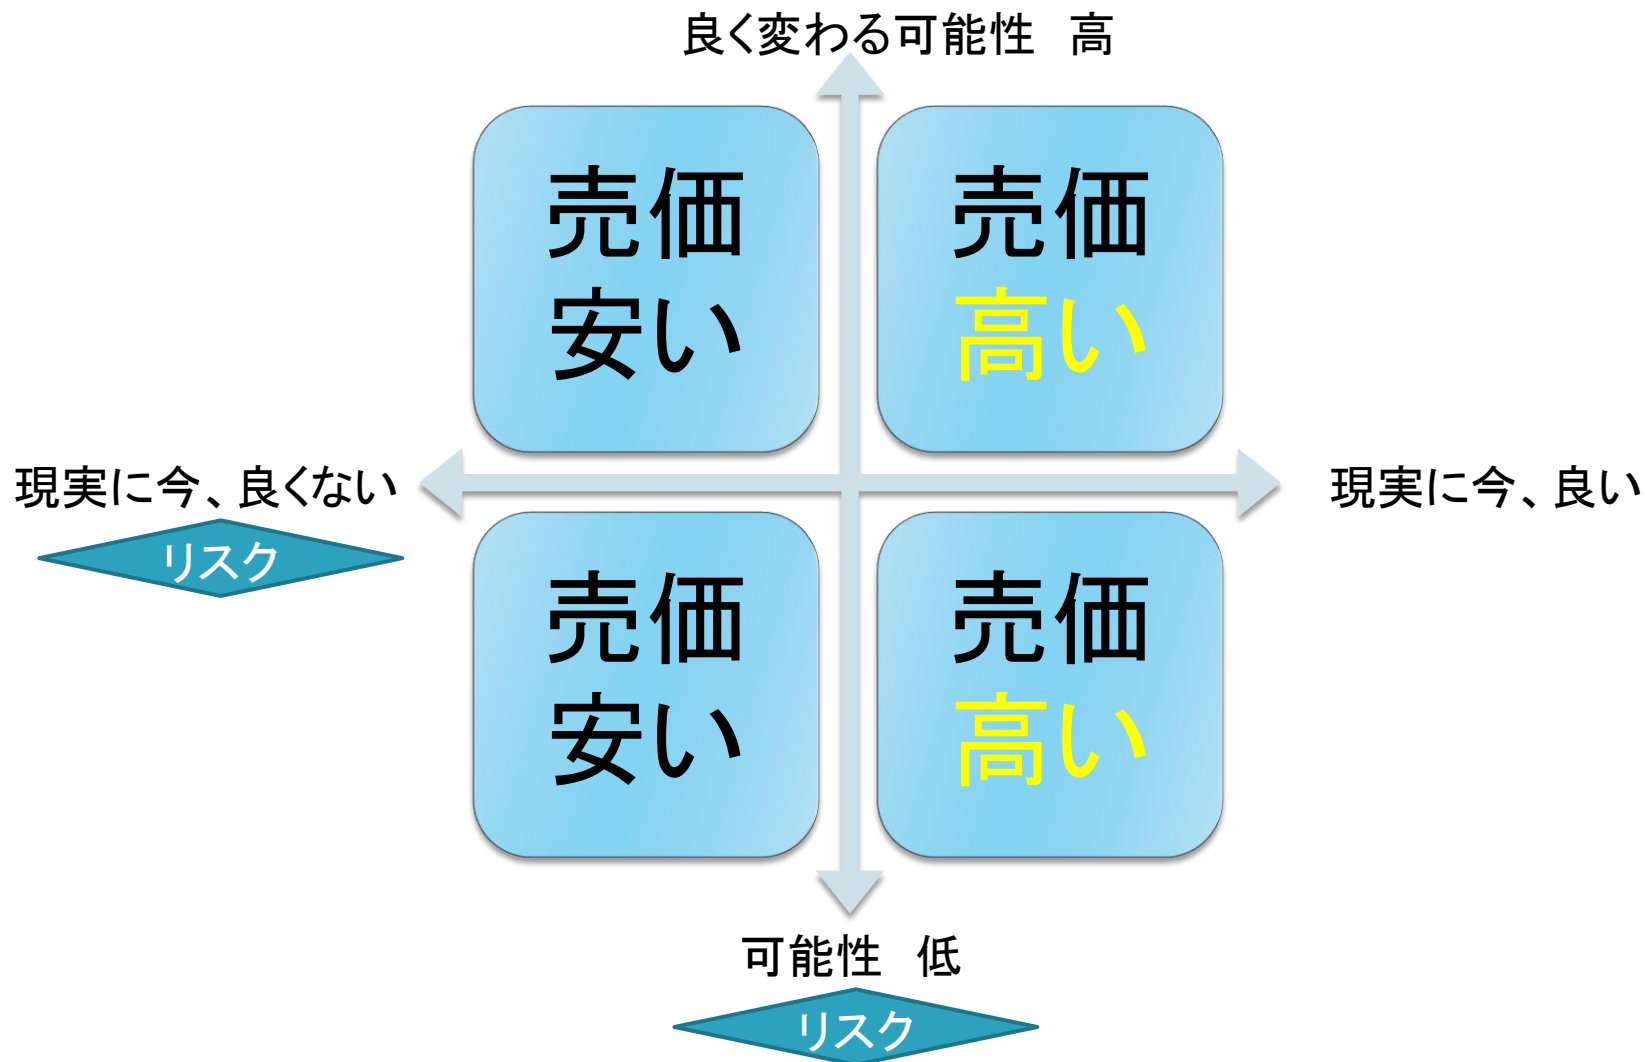 良く変わる可能性　高
売価
安い
売価
高い
現実に今、良くない
現実に今、良い
リスク
売価
安い
売価
高い
可能性　低
リスク